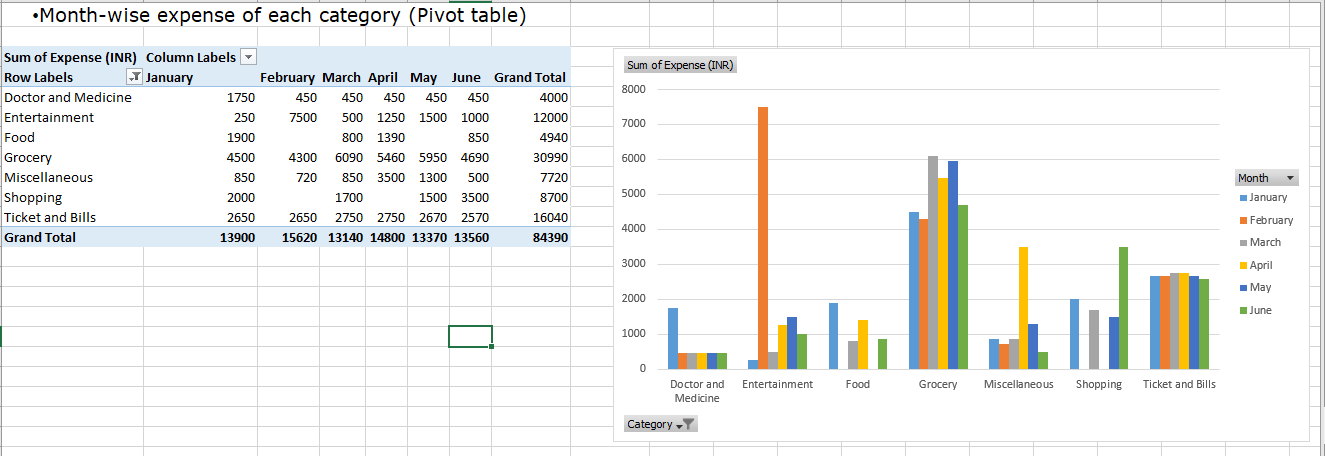 •Month-wise expense of each category (Pivot table)
Sum of Expense (INR) Column Labels
Row Labels January February March April May June Grand Total
Doctor and Medicine 1750 450 450 450 450 450 4000
Entertainment 250 7500 500 1250 1500 1000 12000
Food 1900 800 1390 850 4940
Grocery 4500 4300 6090 5460 5950 4690 30990
Miscellaneous 850 720 850 3500 1300 500 7720
Shopping 2000 1700 1500 3500 8700
Ticket and Bills 2650 2650 2750 2750 2670 2570 16040
Grand Total 13900 15620 13140 14800 13370 13560 84390
Sum of Expense (INR)
8000
7000
6000
5000
4000
3000
2000
1000
0
Doctor and Medicine
Entertainment
Food
Grocery
Miscellaneous
Shopping
Ticket and Bills
Month
January
February
March
April
May
June
Category